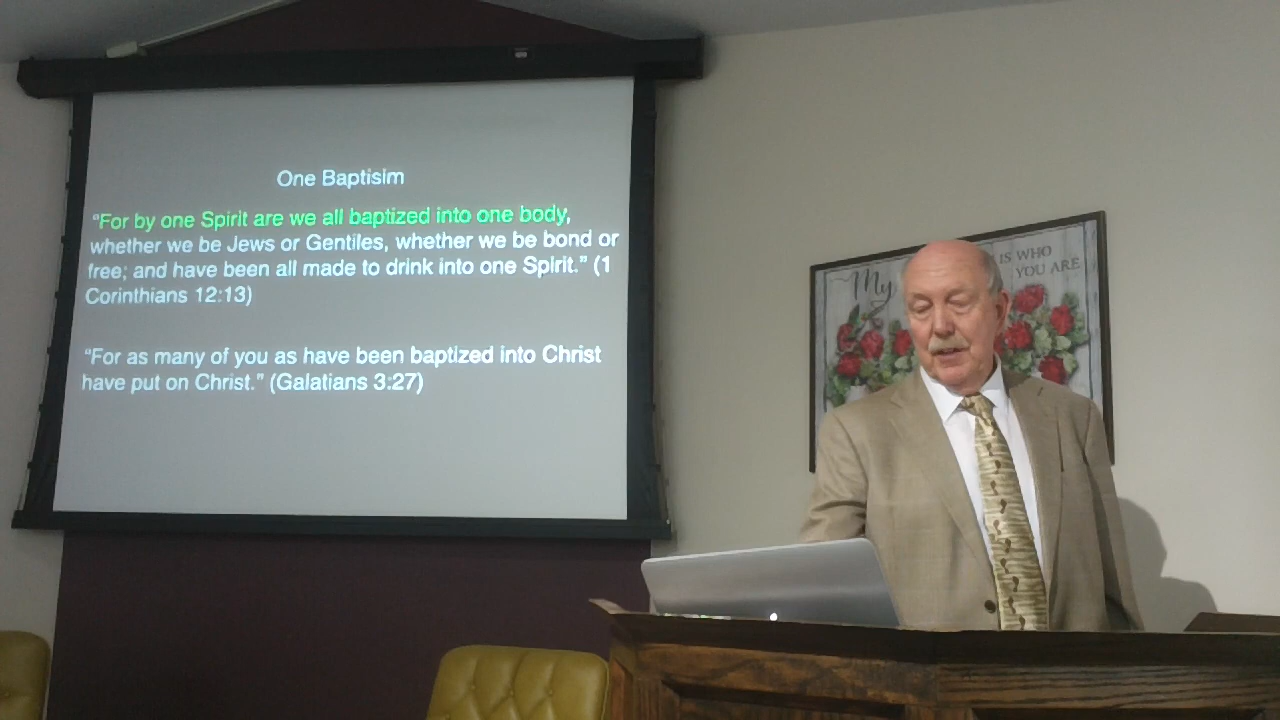 One Baptisim
“For by one Spirit are we all baptized into one body,
whether we be Jews or Gentiles, whether we be bond or
free; and have been all made to drink into one Spirit.” (1
Corinthians 12:13)
“For as many of you as have been baptized into Christ
have put on Christ.” (Galatians 3:27)
My
IS WHO
YOU ARE